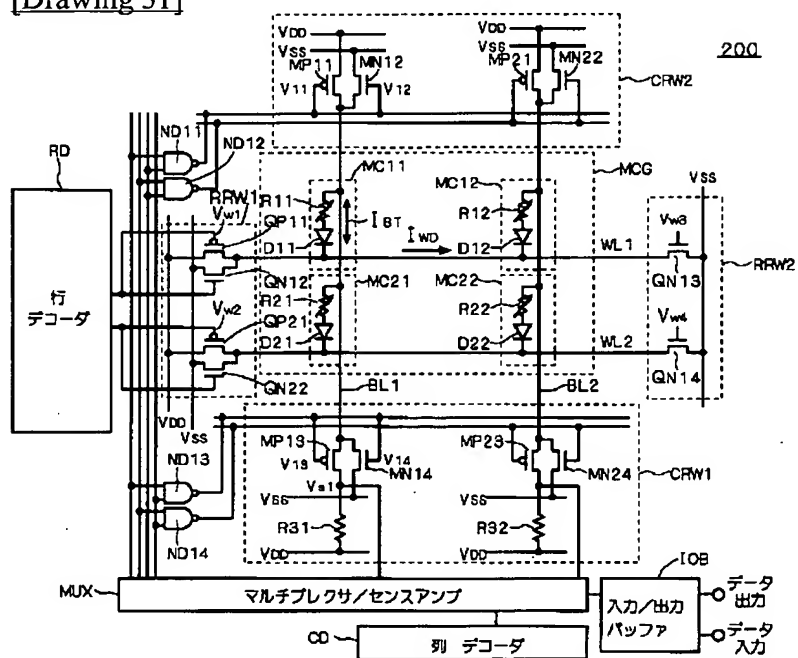 [Drawing 31]
200
VDD
VSS
MP11
MN12
V11
V12
VDD
VSS
MP21
MN22
CRW2
ND11
ND12
RD
RRW1
Vw1
QP11
MC11
R11
IBT
D11
IWD
MC12
R12
D12
MCG
VSS
WL1
Vw3
QN13
RRW2
行
デコーダ
QN12
R21
Vw2
QP21
D21
MC21
MC22
R22
D22
WL2
Vw4
QN14
QN22
VDD
VSS
BL1
BL2
ND13
ND14
MP13
V13
V14
MN14
Vs1
VSS
R31
VDD
MP23
MN24
CRW1
VSS
R32
VDD
MUX
マルチプレクサ/センスアンプ
IOB
入力/出力
バッファ
データ
出力
データ
入力
CD
列 デコーダ